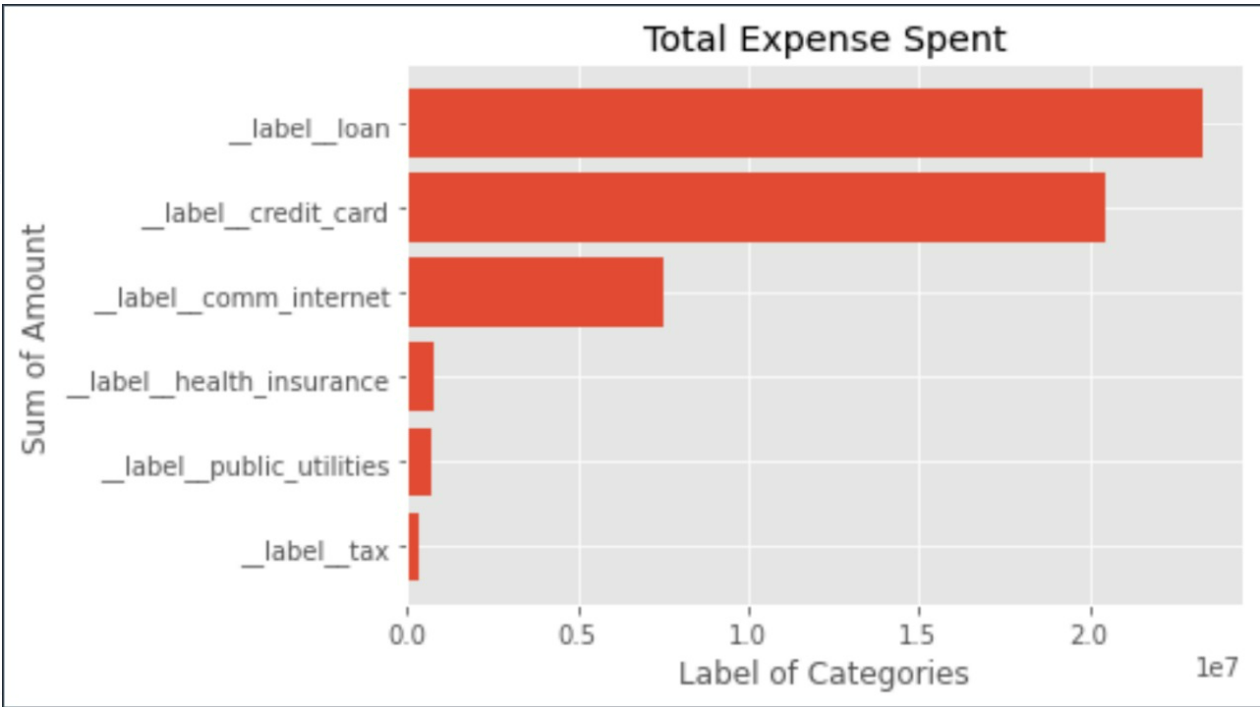 Total Expense Spent
Sum of Amount
__label__loan
__label__credit_card
__label__comm_internet
__label__health_insurance
__label__public_utilities
__label__tax
0.0 0.5 1.0 1.5 2.0
1e7
Label of Categories